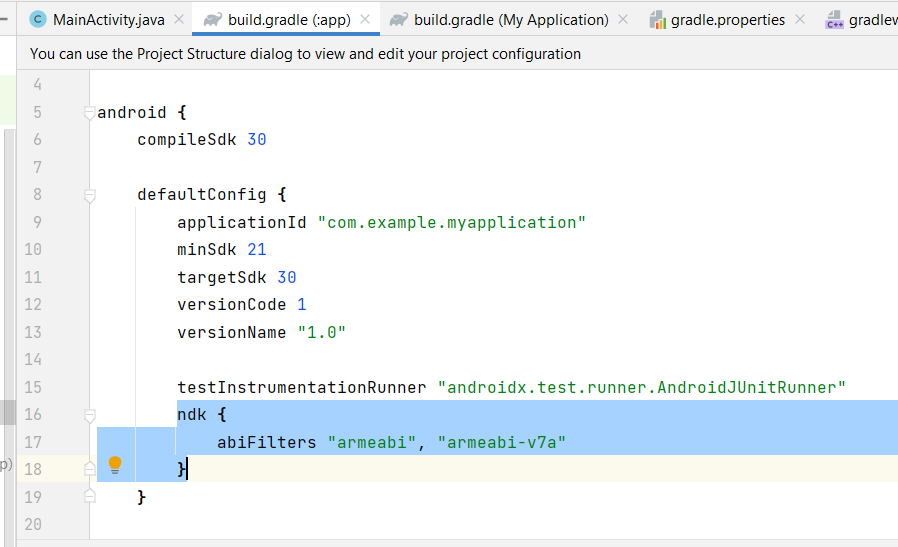 MainActivity.java build.gradle (:app) build.gradle (My Application) gradle.properties gradlew
You can use the Project Structure dialog to view and edit your project configuration
4
5 android {
6 compileSdk 30
7
8 defaultConfig {
9 applicationId "com.example.myapplication"
10 minSdk 21
11 targetSdk 30
12 versionCode 1
13 versionName "1.0"
14
15 testInstrumentationRunner "androidx.test.runner.AndroidJUnitRunner"
16 ndk {
17 abiFilters "armeabi", "armeabi-v7a"
p) 18 }
19 }
20